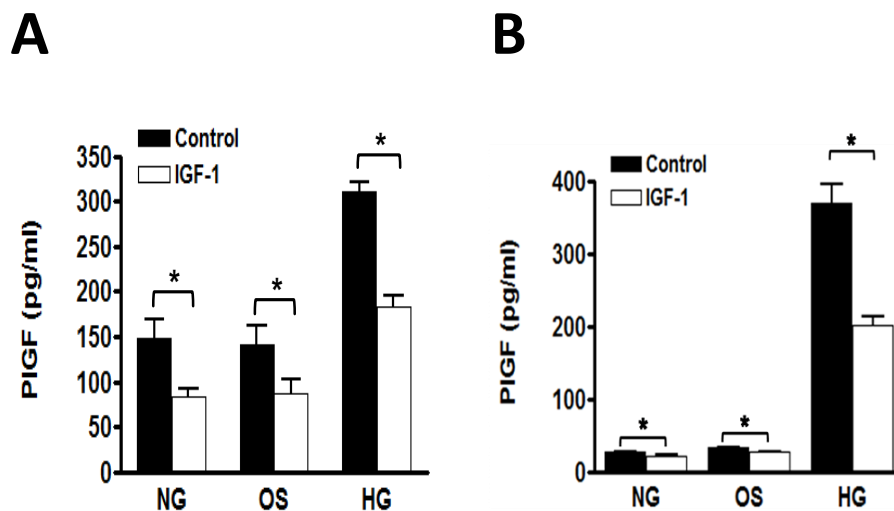 A
Control
IGF-1
*
*
*
350
300
250
200
150
100
50
0
PIGF (pg/ml)
NG OS HG
B
Control
IGF-1
*
*
*
400
300
200
100
0
PIGF (pg/ml)
NG OS HG